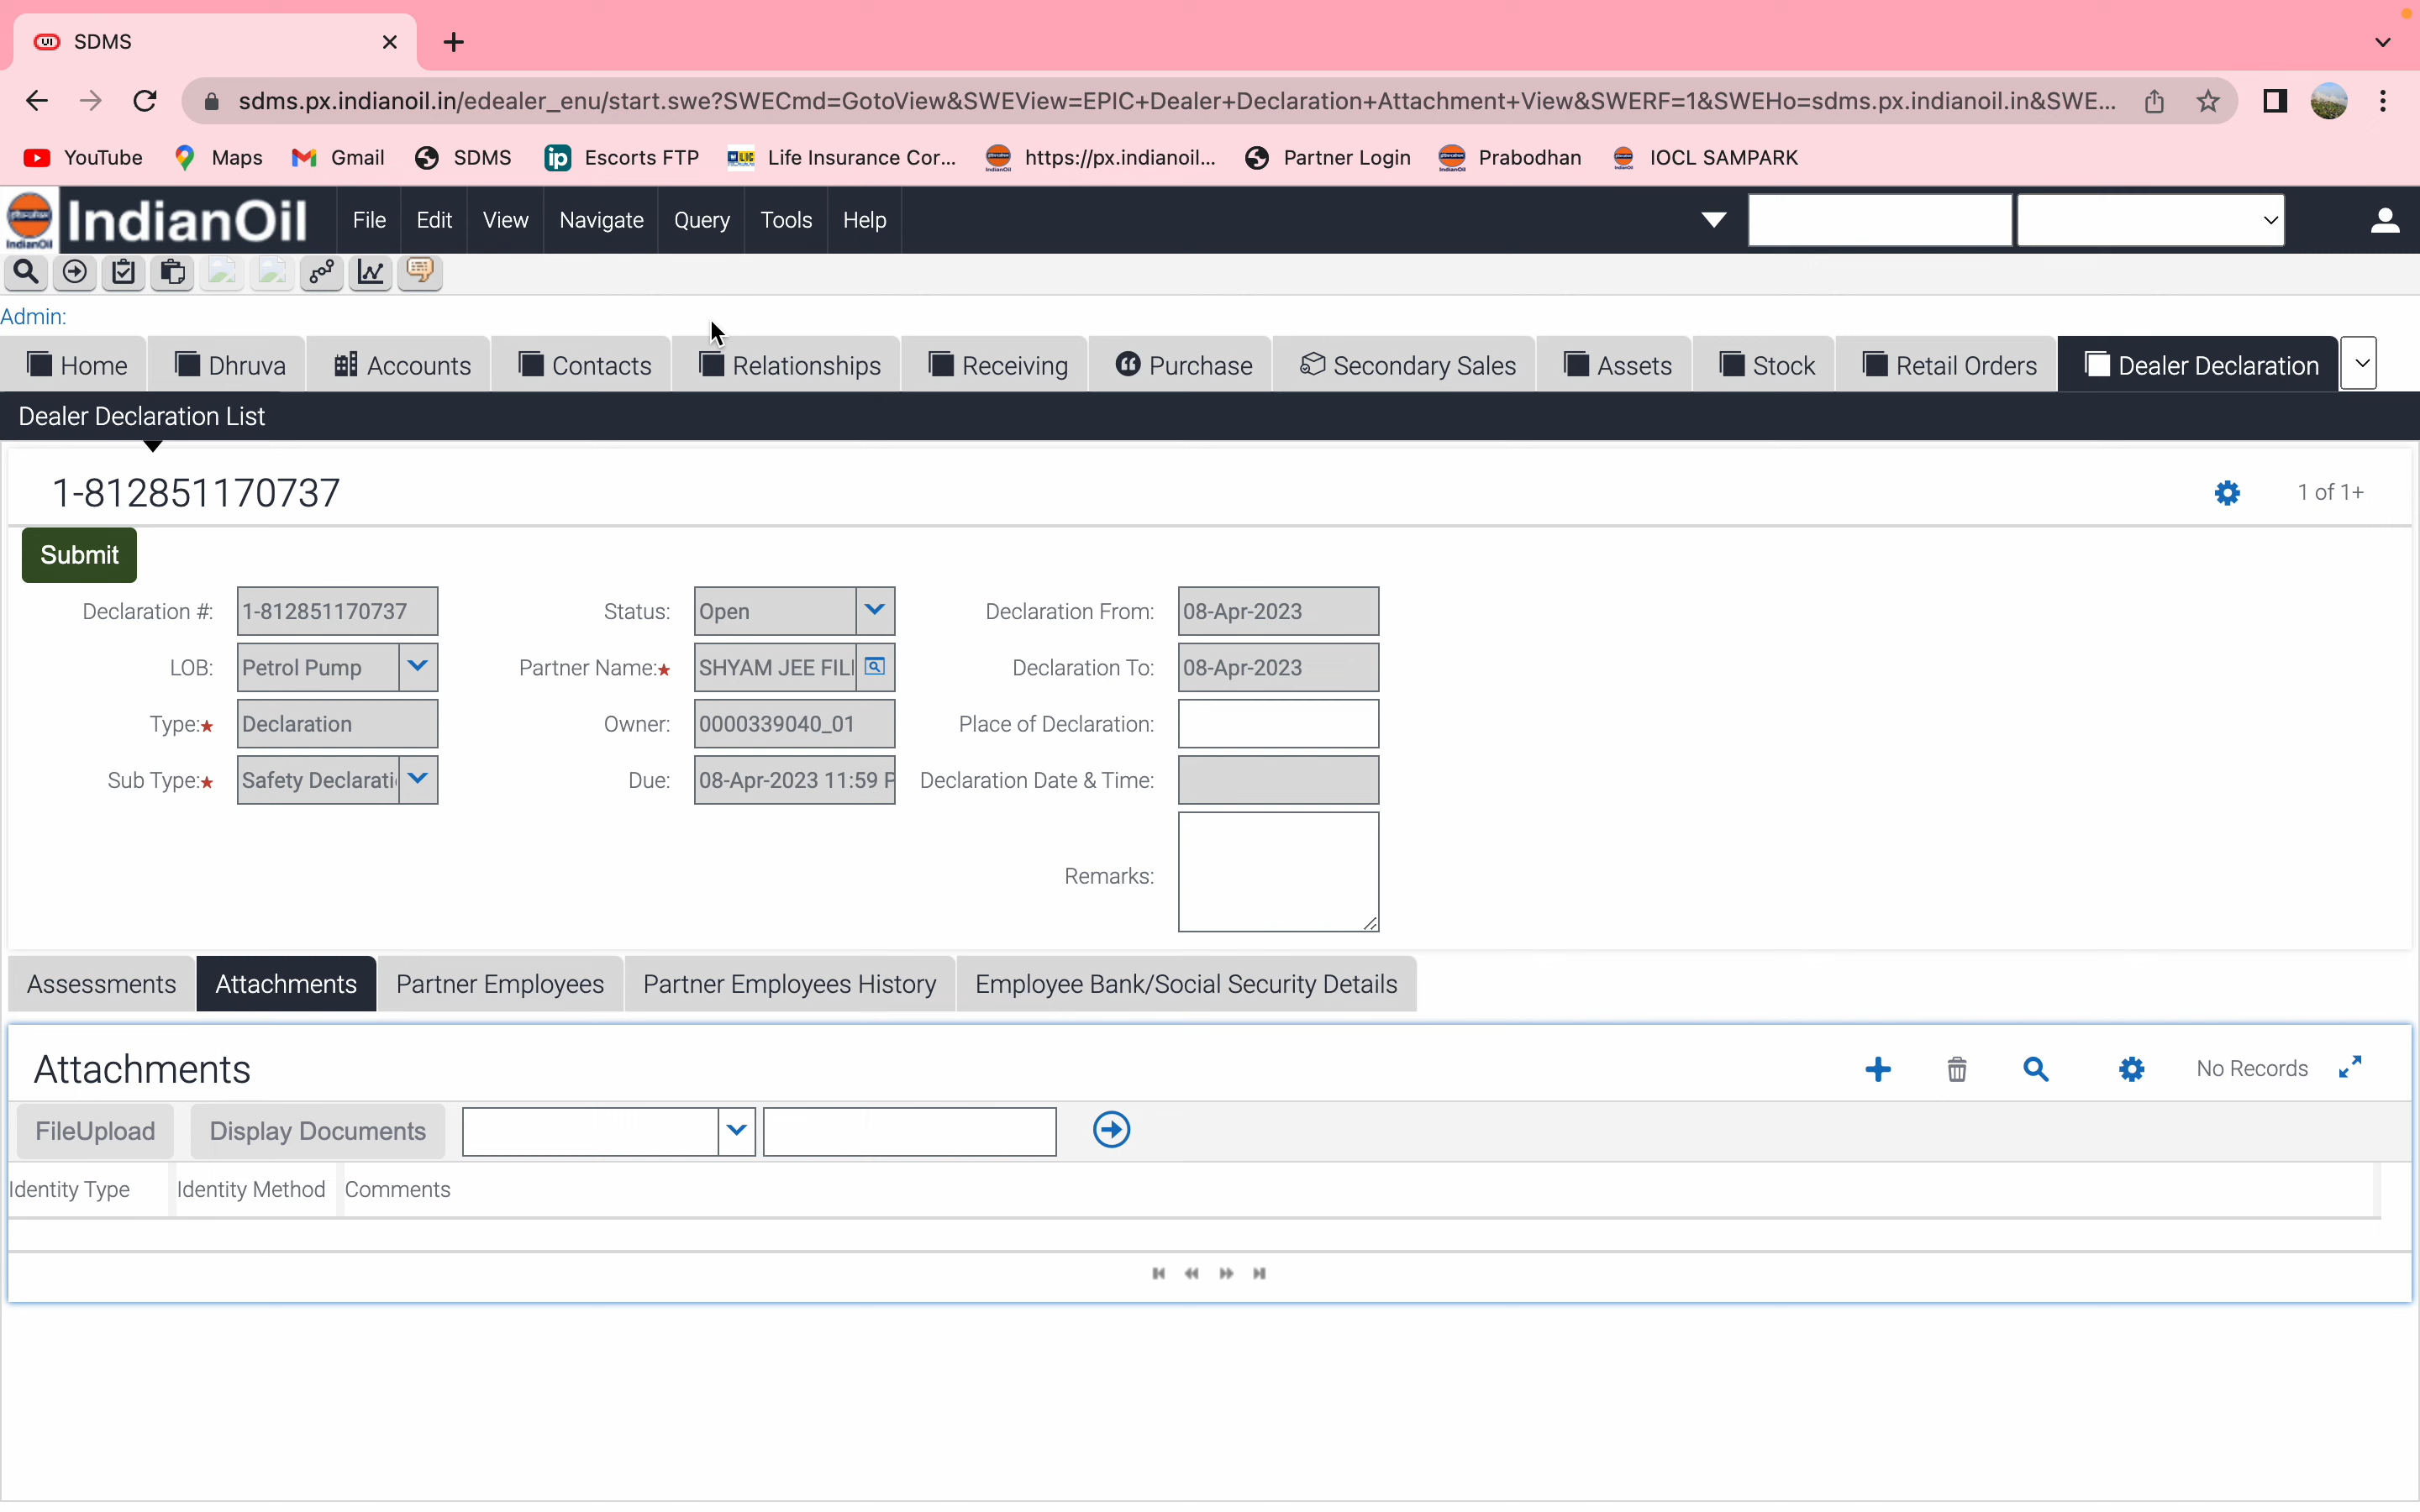 SDMS
sdms.px.indianoil.in/edealer_enu/start.swe?SWECmd=GotoView&SWEView=EPIC+Dealer+Declaration+Attachment+View&SWERF=1&SWEHo=sdms.px.indianoil.in&SWE...
YouTube Maps Gmail SDMS Escorts FTP Life Insurance Cor... https://px.indianoil... Partner Login Prabodhan IOCL SAMPARK
IndianOil File Edit View Navigate Query Tools Help
Admin:
Home Dhruva Accounts Contacts Relationships Receiving Purchase Secondary Sales Assets Stock Retail Orders Dealer Declaration
Dealer Declaration List
1-812851170737 1 of 1+
Submit
Declaration #: 1-812851170737 Status: Open Declaration From: 08-Apr-2023
LOB: Petrol Pump Partner Name: SHYAM JEE FILI Declaration To: 08-Apr-2023
Type: Declaration Owner: 0000339040_01 Place of Declaration:
Sub Type: Safety Declarati Due: 08-Apr-2023 11:59 P Declaration Date & Time:
Remarks:
Assessments Attachments Partner Employees Partner Employees History Employee Bank/Social Security Details
Attachments No Records
FileUpload Display Documents
Identity Type Identity Method Comments